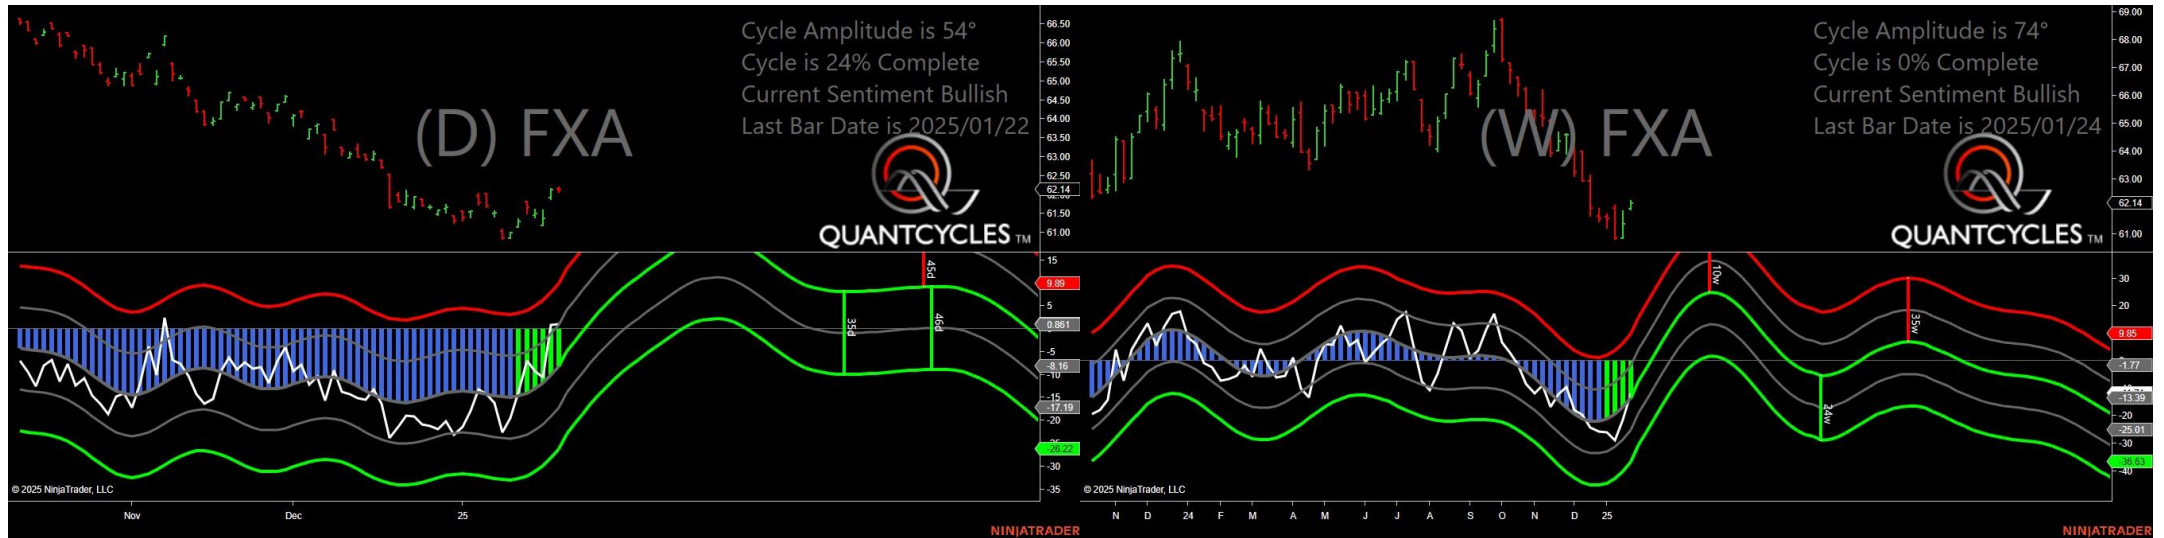 Cycle Amplitude is 54°
Cycle is 24% Complete
Current Sentiment Bullish
Last Bar Date is 2025/01/22
(D) FXA
QUANTCYCLES TM
66.50
66.00
65.50
65.00
64.50
64.00
63.50
63.00
62.50
62.14
61.50
61.00
15
9.89
5
0.861
-5
-8.16
-10
-15
-17.19
-20
-26.22
-30
-35
45d
35d
46d
© 2025 NinjaTrader, LLC
Nov
Dec
25
NINJATRADER
Cycle Amplitude is 74°
Cycle is 0% Complete
Current Sentiment Bullish
Last Bar Date is 2025/01/24
(W) FXA
QUANTCYCLES TM
69.00
68.00
67.00
66.00
65.00
64.00
63.00
62.14
61.00
30
20
9.85
-1.77
-13.39
-20
-25.01
-30
-36.63
-40
10w
35w
24w
© 2025 NinjaTrader, LLC
N D 24 F M A M J J A S O N D 25
NINJATRADER